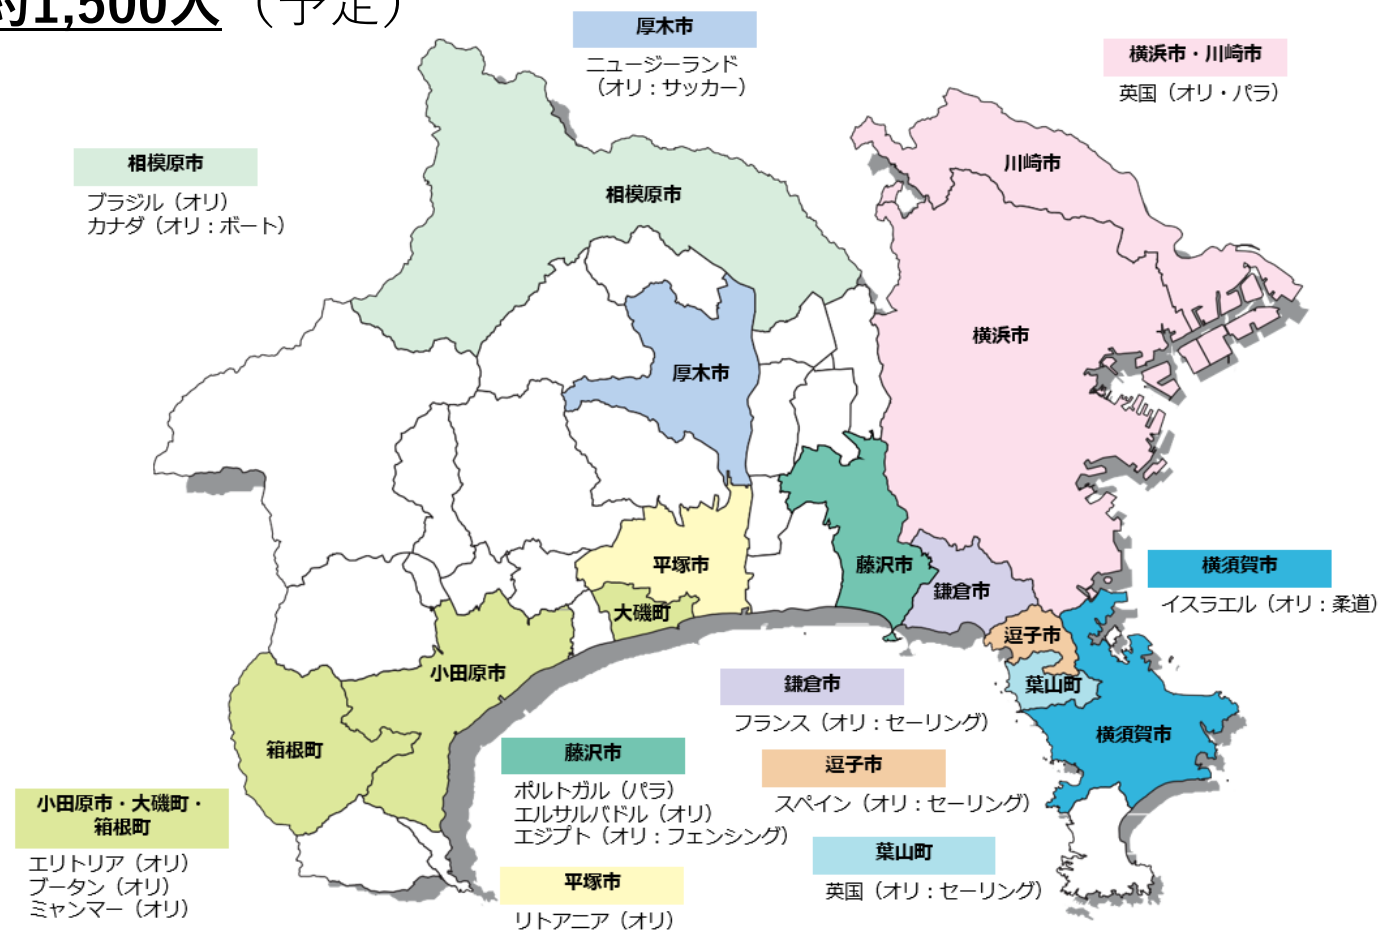 約1,500人（予定）
厚木市
ニュージーランド
（オリ：サッカー）
横浜市・川崎市
英国（オリ・パラ）
相模原市
ブラジル（オリ）
カナダ（オリ：ボート）
川崎市
相模原市
横浜市
厚木市
平塚市
藤沢市
鎌倉市
大磯町
横須賀市
イスラエル（オリ：柔道）
逗子市
小田原市
葉山町
箱根町
横須賀市
鎌倉市
フランス（オリ：セーリング）
藤沢市
ポルトガル（パラ）
エルサルバドル（オリ）
エジプト（オリ：フェンシング）
逗子市
スペイン（オリ：セーリング）
小田原市・大磯町・
箱根町
エリトリア（オリ）
ブータン（オリ）
ミャンマー（オリ）
平塚市
リトアニア（オリ）
葉山町
英国（オリ：セーリング）